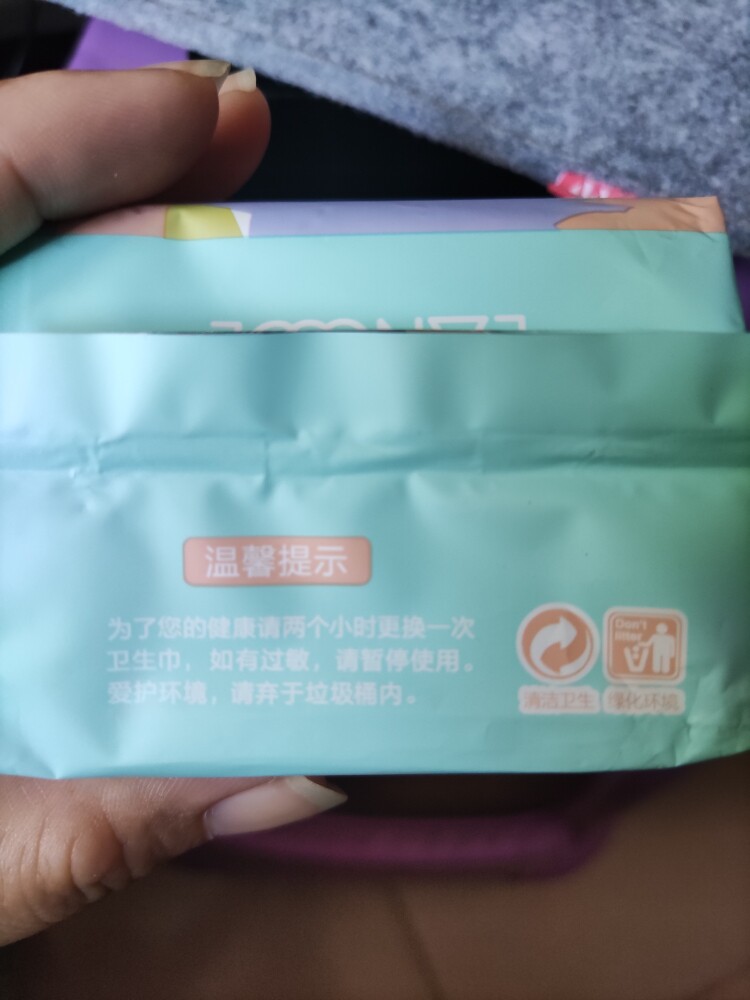 温馨提示
为了您的健康请两个小时更换一次
卫生巾，如有过敏，请暂停使用。
爱护环境，请弃于垃圾桶内。
Don't
litter
清洁卫生
绿化环境